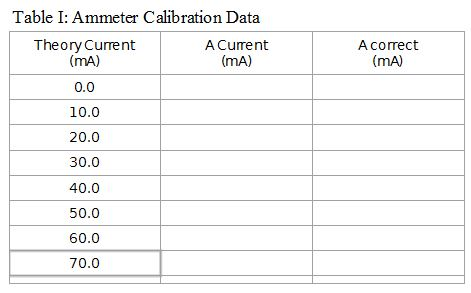 Table I: Ammeter Calibration Data
Theory Current A Current A correct
(mA) (mA) (mA)
0.0
10.0
20.0
30.0
40.0
50.0
60.0
70.0